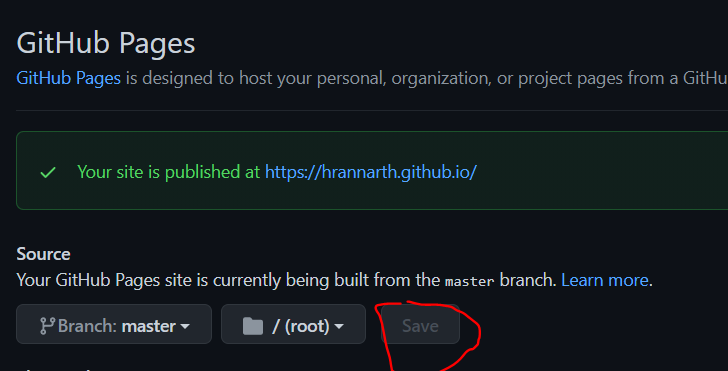 GitHub Pages
GitHub Pages is designed to host your personal, organization, or project pages from a GitHu
Your site is published at https://hrannarth.github.io/
Source
Your GitHub Pages site is currently being built from the master branch. Learn more.
Branch: master / (root) Save